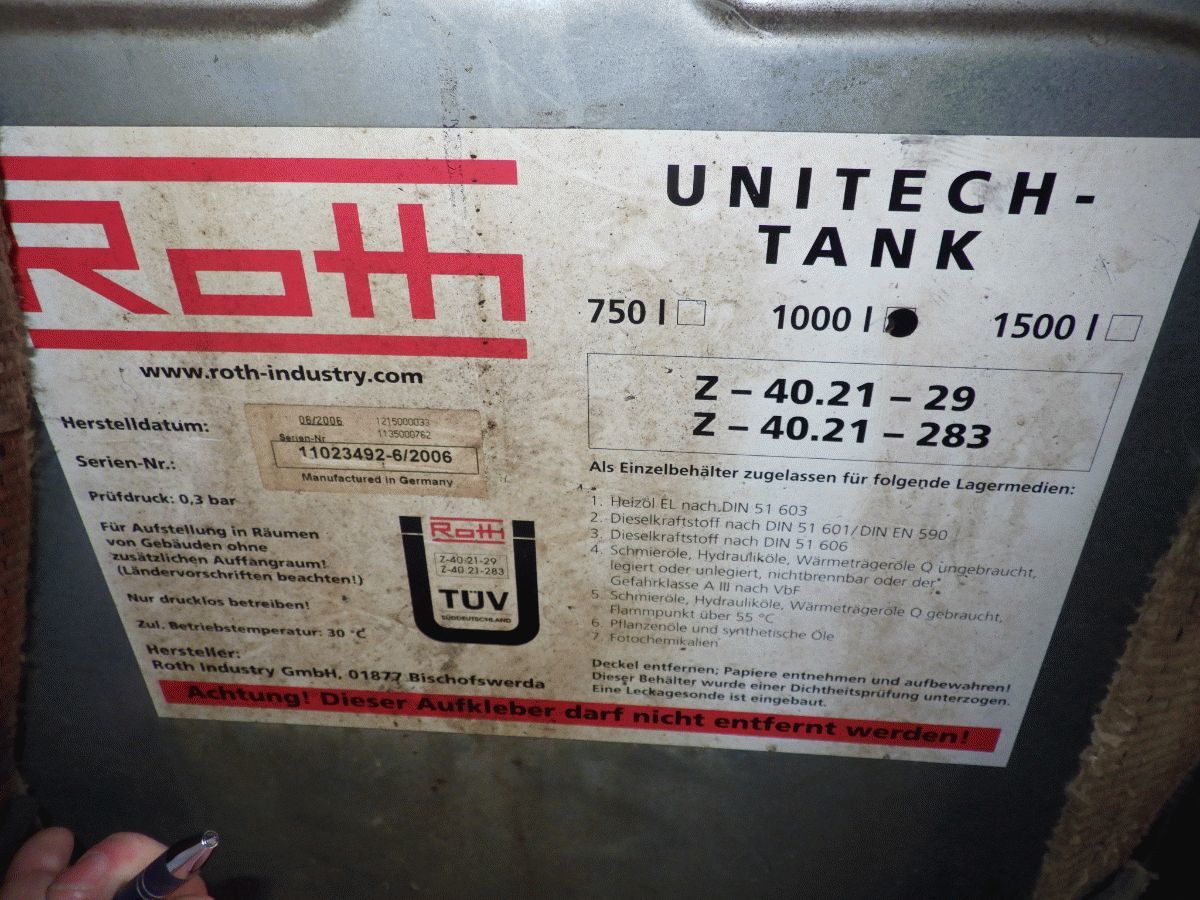 Roth
www.roth-industry.com
Herstelldatum:
06/2006 1215000033
Serien-Nr 1135000762
11023492-6/2006
Manufactured in Germany
Serien-Nr.:
Prüfdruck: 0,3 bar
Für Aufstellung in Räumen
von Gebäuden ohne
zusätzlichen Auffangraum!
(Ländervorschriften beachten!)
Nur drucklos betreiben!
Zul. Betriebstemperatur: 30 °C
Hersteller:
Roth Industry GmbH, 01877 Bischofswerda
Roth
Z-40.21-29
Z-40.21-283
TÜV
SÜDDEUTSCHLAND
UNITECH-
TANK
750 l 1000 l 1500 l
Z – 40.21 – 29
Z – 40.21 – 283
Als Einzelbehälter zugelassen für folgende Lagermedien:
1. Heizöl EL nach DIN 51 603
2. Dieselkraftstoff nach DIN 51 601/DIN EN 590
3. Dieselkraftstoff nach DIN 51 606
4. Schmieröle, Hydrauliköle, Wärmeträgeröle Q ungebraucht,
legiert oder unlegiert, nichtbrennbar oder der
Gefahrklasse A III nach VbF
5. Schmieröle, Hydrauliköle, Wärmeträgeröle Q gebraucht,
Flammpunkt über 55 °C
6. Pflanzenöle und synthetische Öle
7. Fotochemikalien
Deckel entfernen; Papiere entnehmen und aufbewahren!
Dieser Behälter wurde einer Dichtheitsprüfung unterzogen.
Eine Leckagesonde ist eingebaut.
Achtung! Dieser Aufkleber darf nicht entfernt werden!